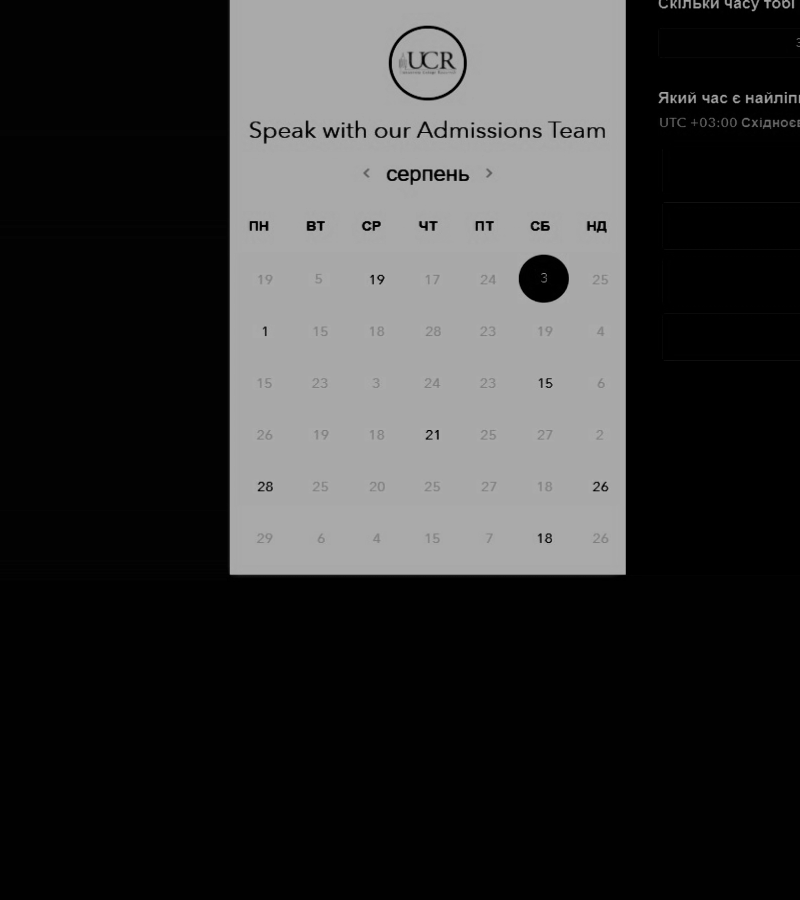 Скільки часу тобі
UCR
Speak with our Admissions Team
Який час є найліп
UTC +03:00 Східноєв
< серпень >
ПН ВТ СР ЧТ ПТ СБ НД
19 5 19 17 24 3 25
1 15 18 28 23 19 4
15 23 3 24 23 15 6
26 19 18 21 25 27 2
28 25 20 25 27 18 26
29 6 4 15 7 18 26